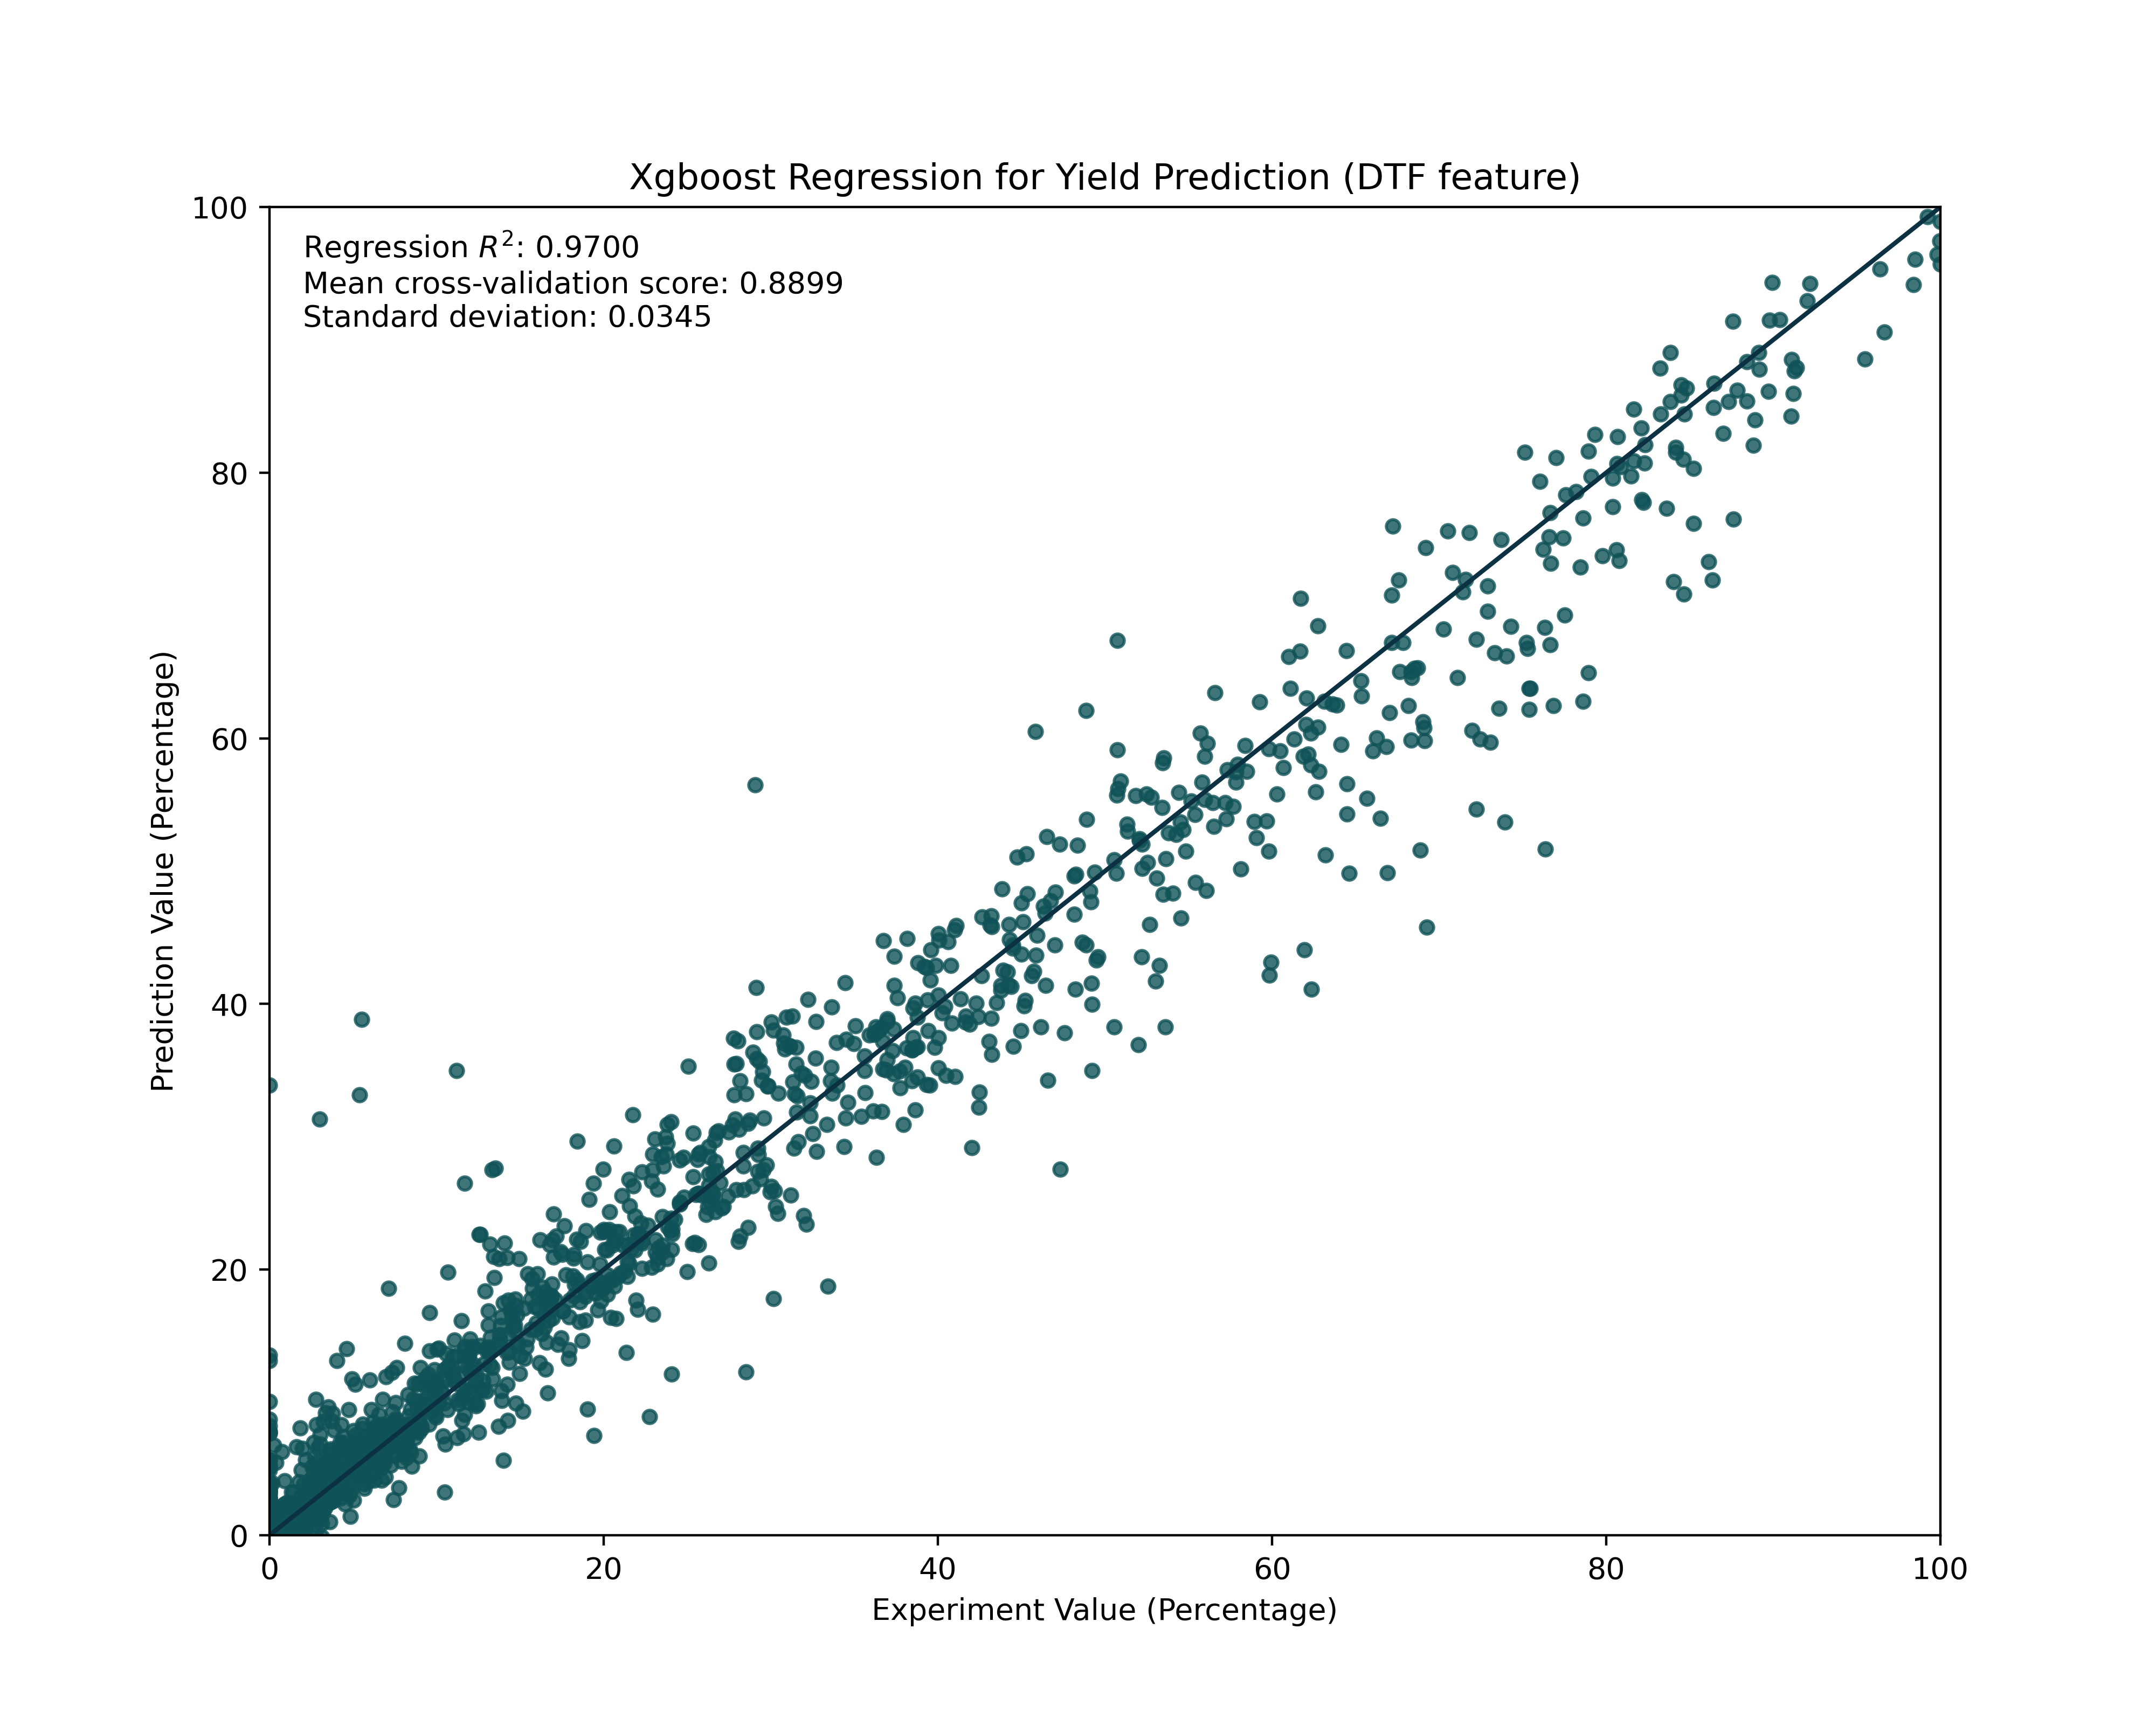 Xgboost Regression for Yield Prediction (DTF feature)
Regression R²: 0.9700
Mean cross-validation score: 0.8899
Standard deviation: 0.0345
100
80
60
40
20
0
Prediction Value (Percentage)
0 20 40 60 80 100
Experiment Value (Percentage)